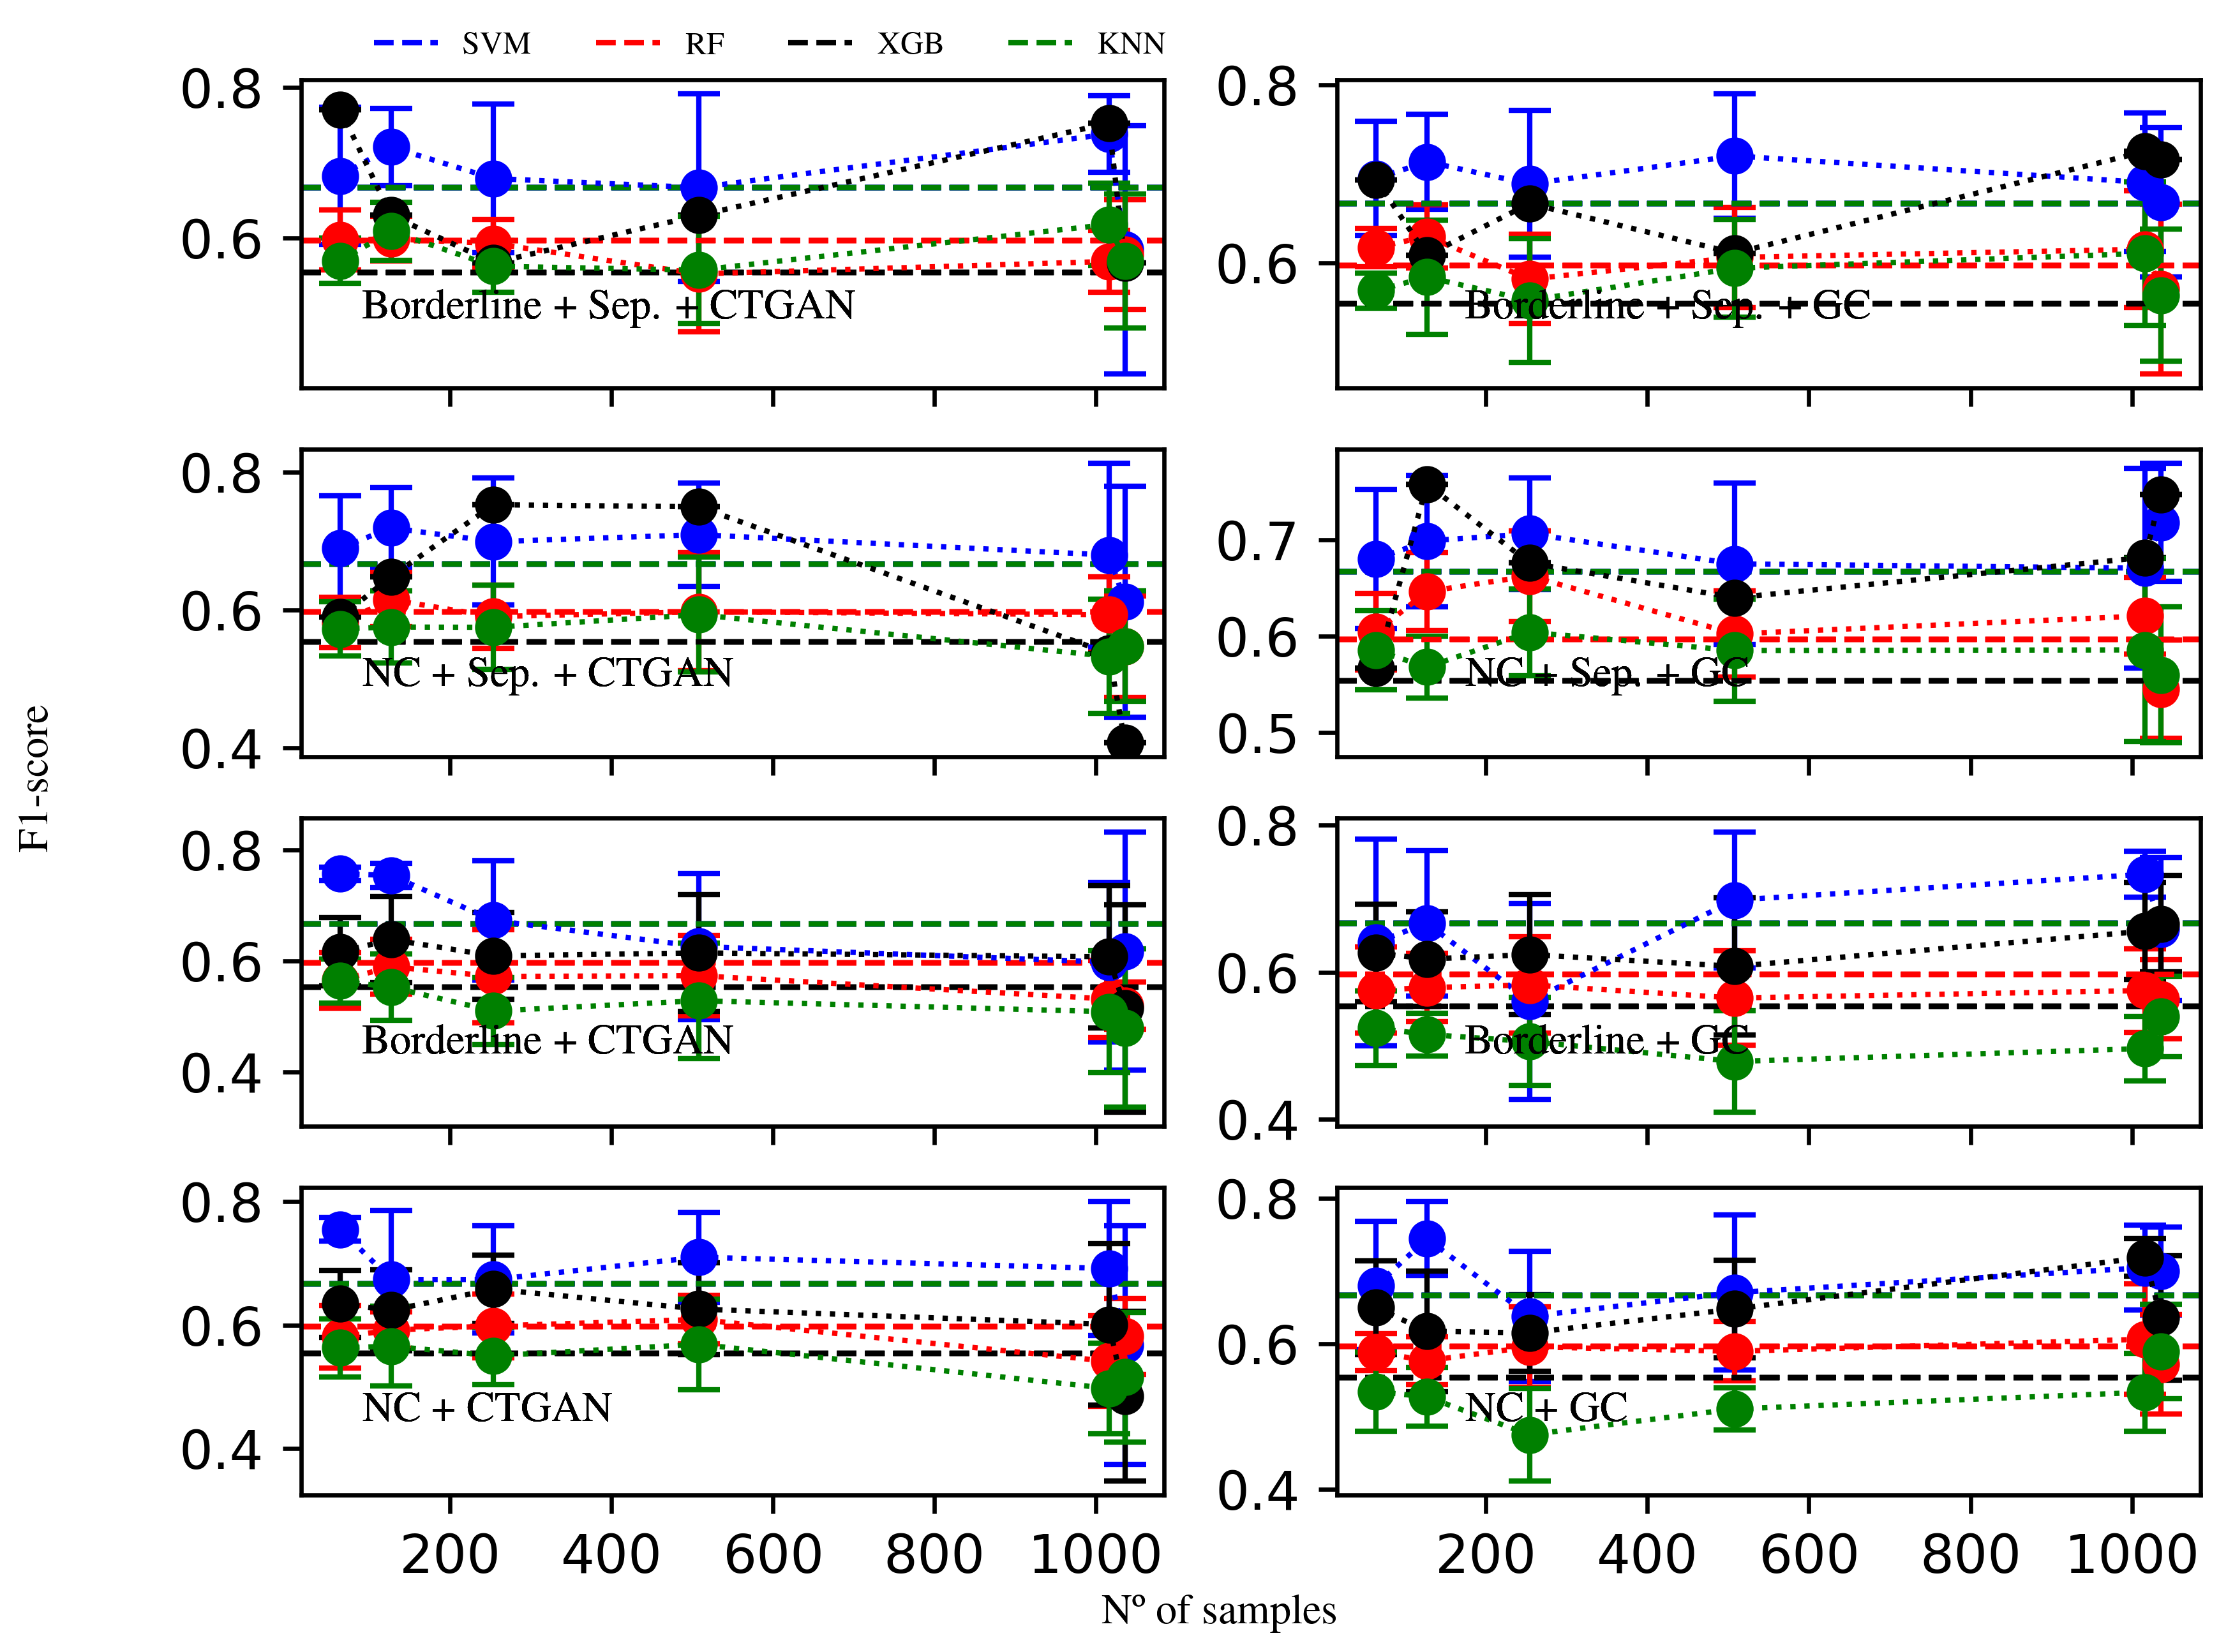 SVM RF XGB KNN
0.8 0.8
0.6 0.6
Borderline + Sep. + CTGAN Borderline + Sep. + GC
0.8
0.7
0.6 0.6
NC + Sep. + CTGAN NC + Sep. + GC
0.4 0.5
F1-score
0.8 0.8
0.6 0.6
Borderline + CTGAN Borderline + GC
0.4 0.4
0.8 0.8
0.6 0.6
NC + CTGAN NC + GC
0.4 0.4
200 400 600 800 1000 200 400 600 800 1000
Nº of samples